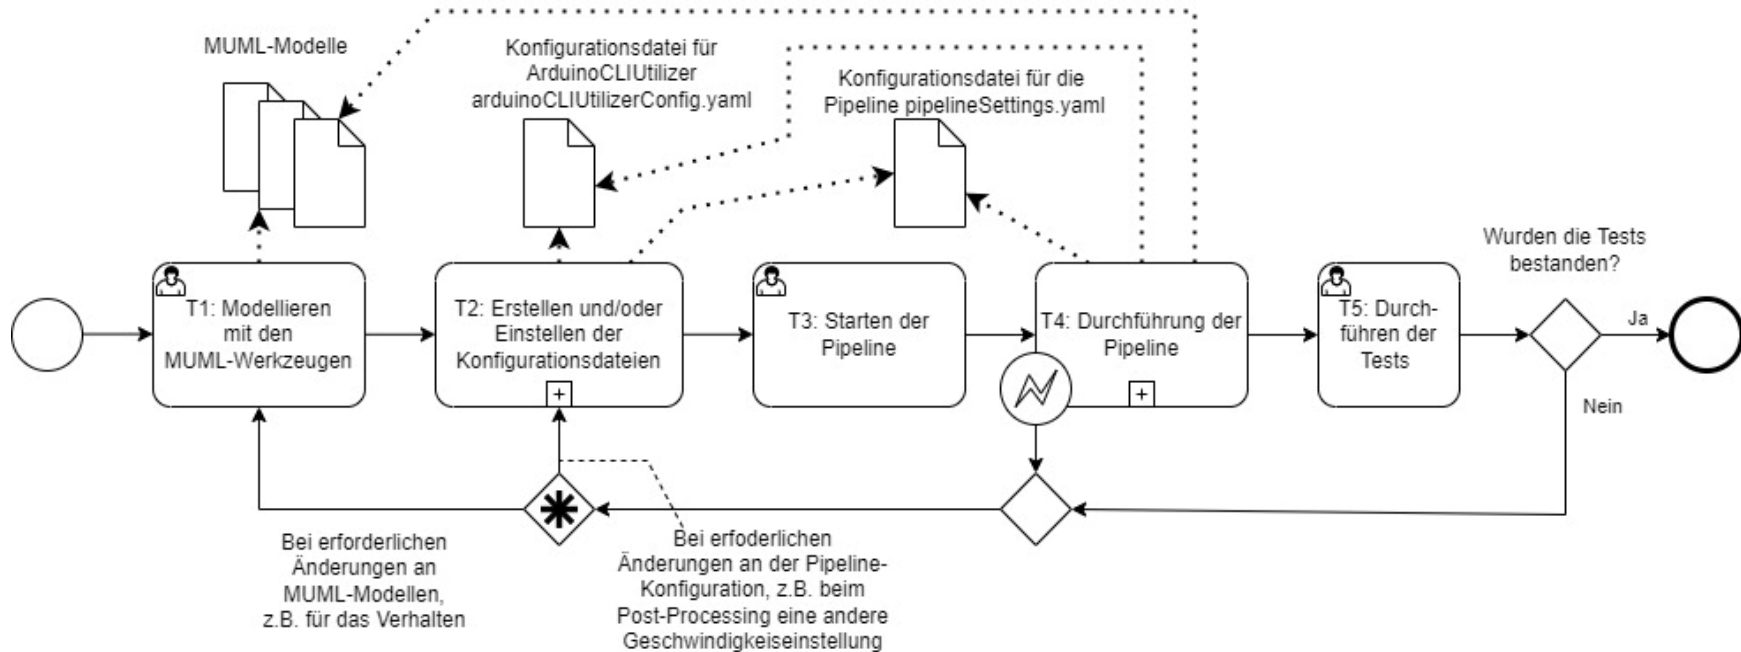 MUML-Modelle
Konfigurationsdatei für
ArduinoCLIUtilizer
arduinoCLIUtilizerConfig.yaml
Konfigurationsdatei für die
Pipeline pipelineSettings.yaml
T1: Modellieren
mit den
MUML-Werkzeugen
T2: Erstellen und/oder
Einstellen der
Konfigurationsdateien
T3: Starten der
Pipeline
T4: Durchführung der
Pipeline
T5: Durch-
führen der
Tests
Wurden die Tests
bestanden?
Ja
Nein
Bei erforderlichen
Änderungen an
MUML-Modellen,
z.B. für das Verhalten
Bei erfoderlichen
Änderungen an der Pipeline-
Konfiguration, z.B. beim
Post-Processing eine andere
Geschwindigkeiseinstellung